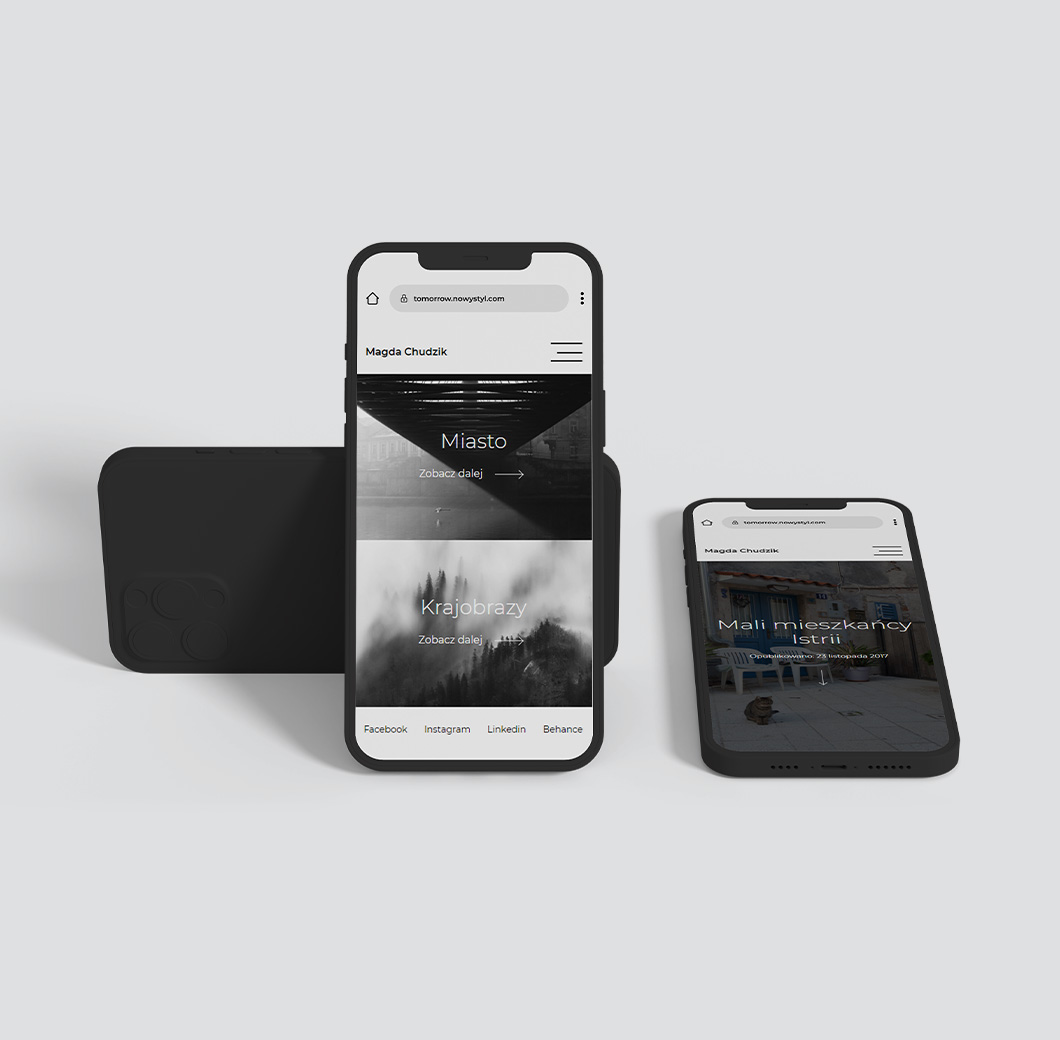 tomorrow.nowystyl.com
Magda Chudzik
Miasto
Zobacz dalej
Krajobrazy
Zobacz dalej
Facebook Instagram Linkedin Behance
tomorrow.nowystyl.com
Magda Chudzik
Mali mieszkańcy
Istrii
Opublikowano: 23 listopada 2017